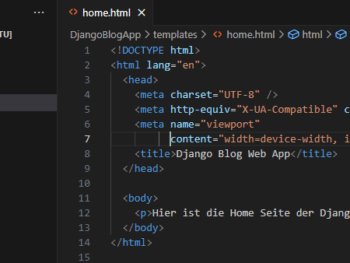 home.html
TU]
DjangoBlogApp > templates > home.html > html >
1 <!DOCTYPE html>
2 <html lang="en">
3 <head>
4 <meta charset="UTF-8" />
5 <meta http-equiv="X-UA-Compatible" c
6 <meta name="viewport"
7 content="width=device-width, i
8 <title>Django Blog Web App</title>
9 </head>
10
11 <body>
12 <p>Hier ist die Home Seite der Djang
13 </body>
14 </html>
15